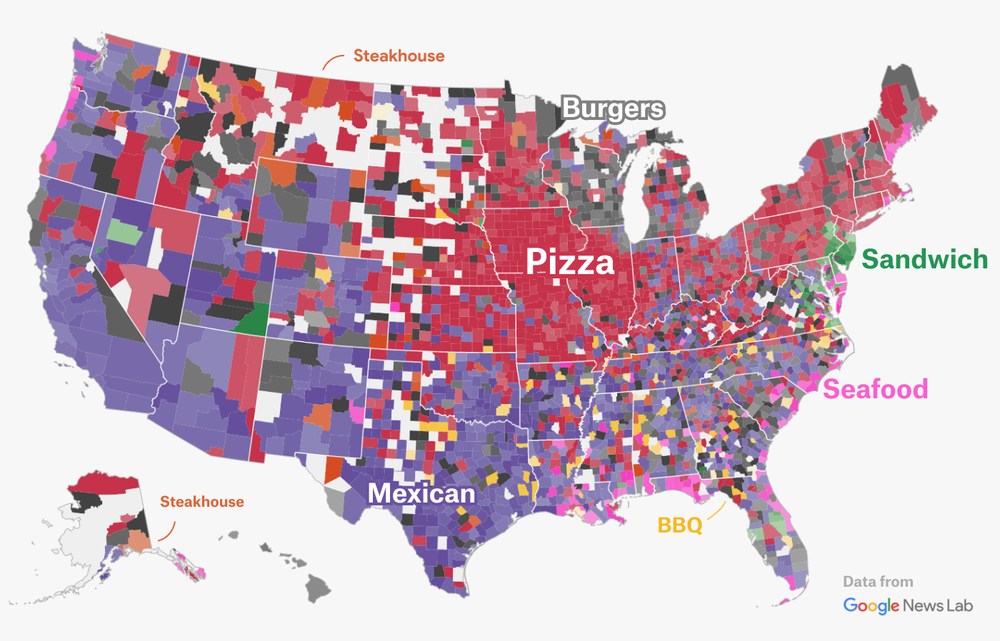 Steakhouse
Burgers
Pizza
Sandwich
Seafood
Mexican
Steakhouse
BBQ
Data from
Google News Lab